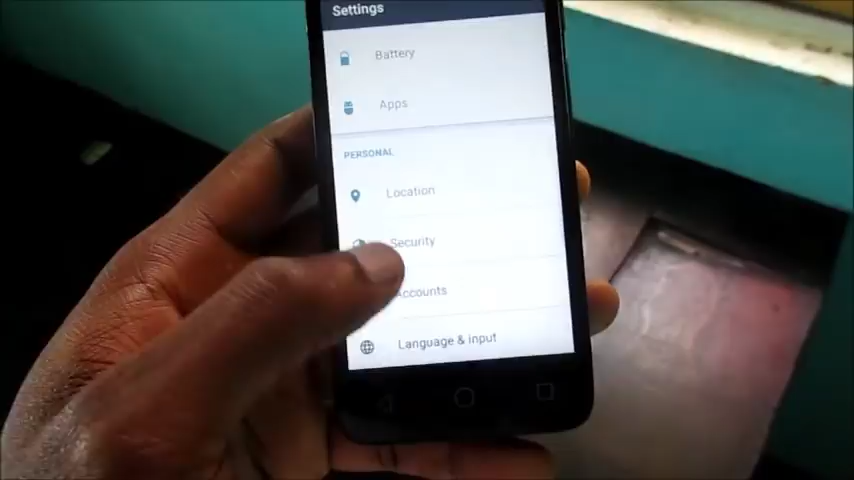 Settings
Battery
Apps
PERSONAL
Location
Security
Accounts
Language & input